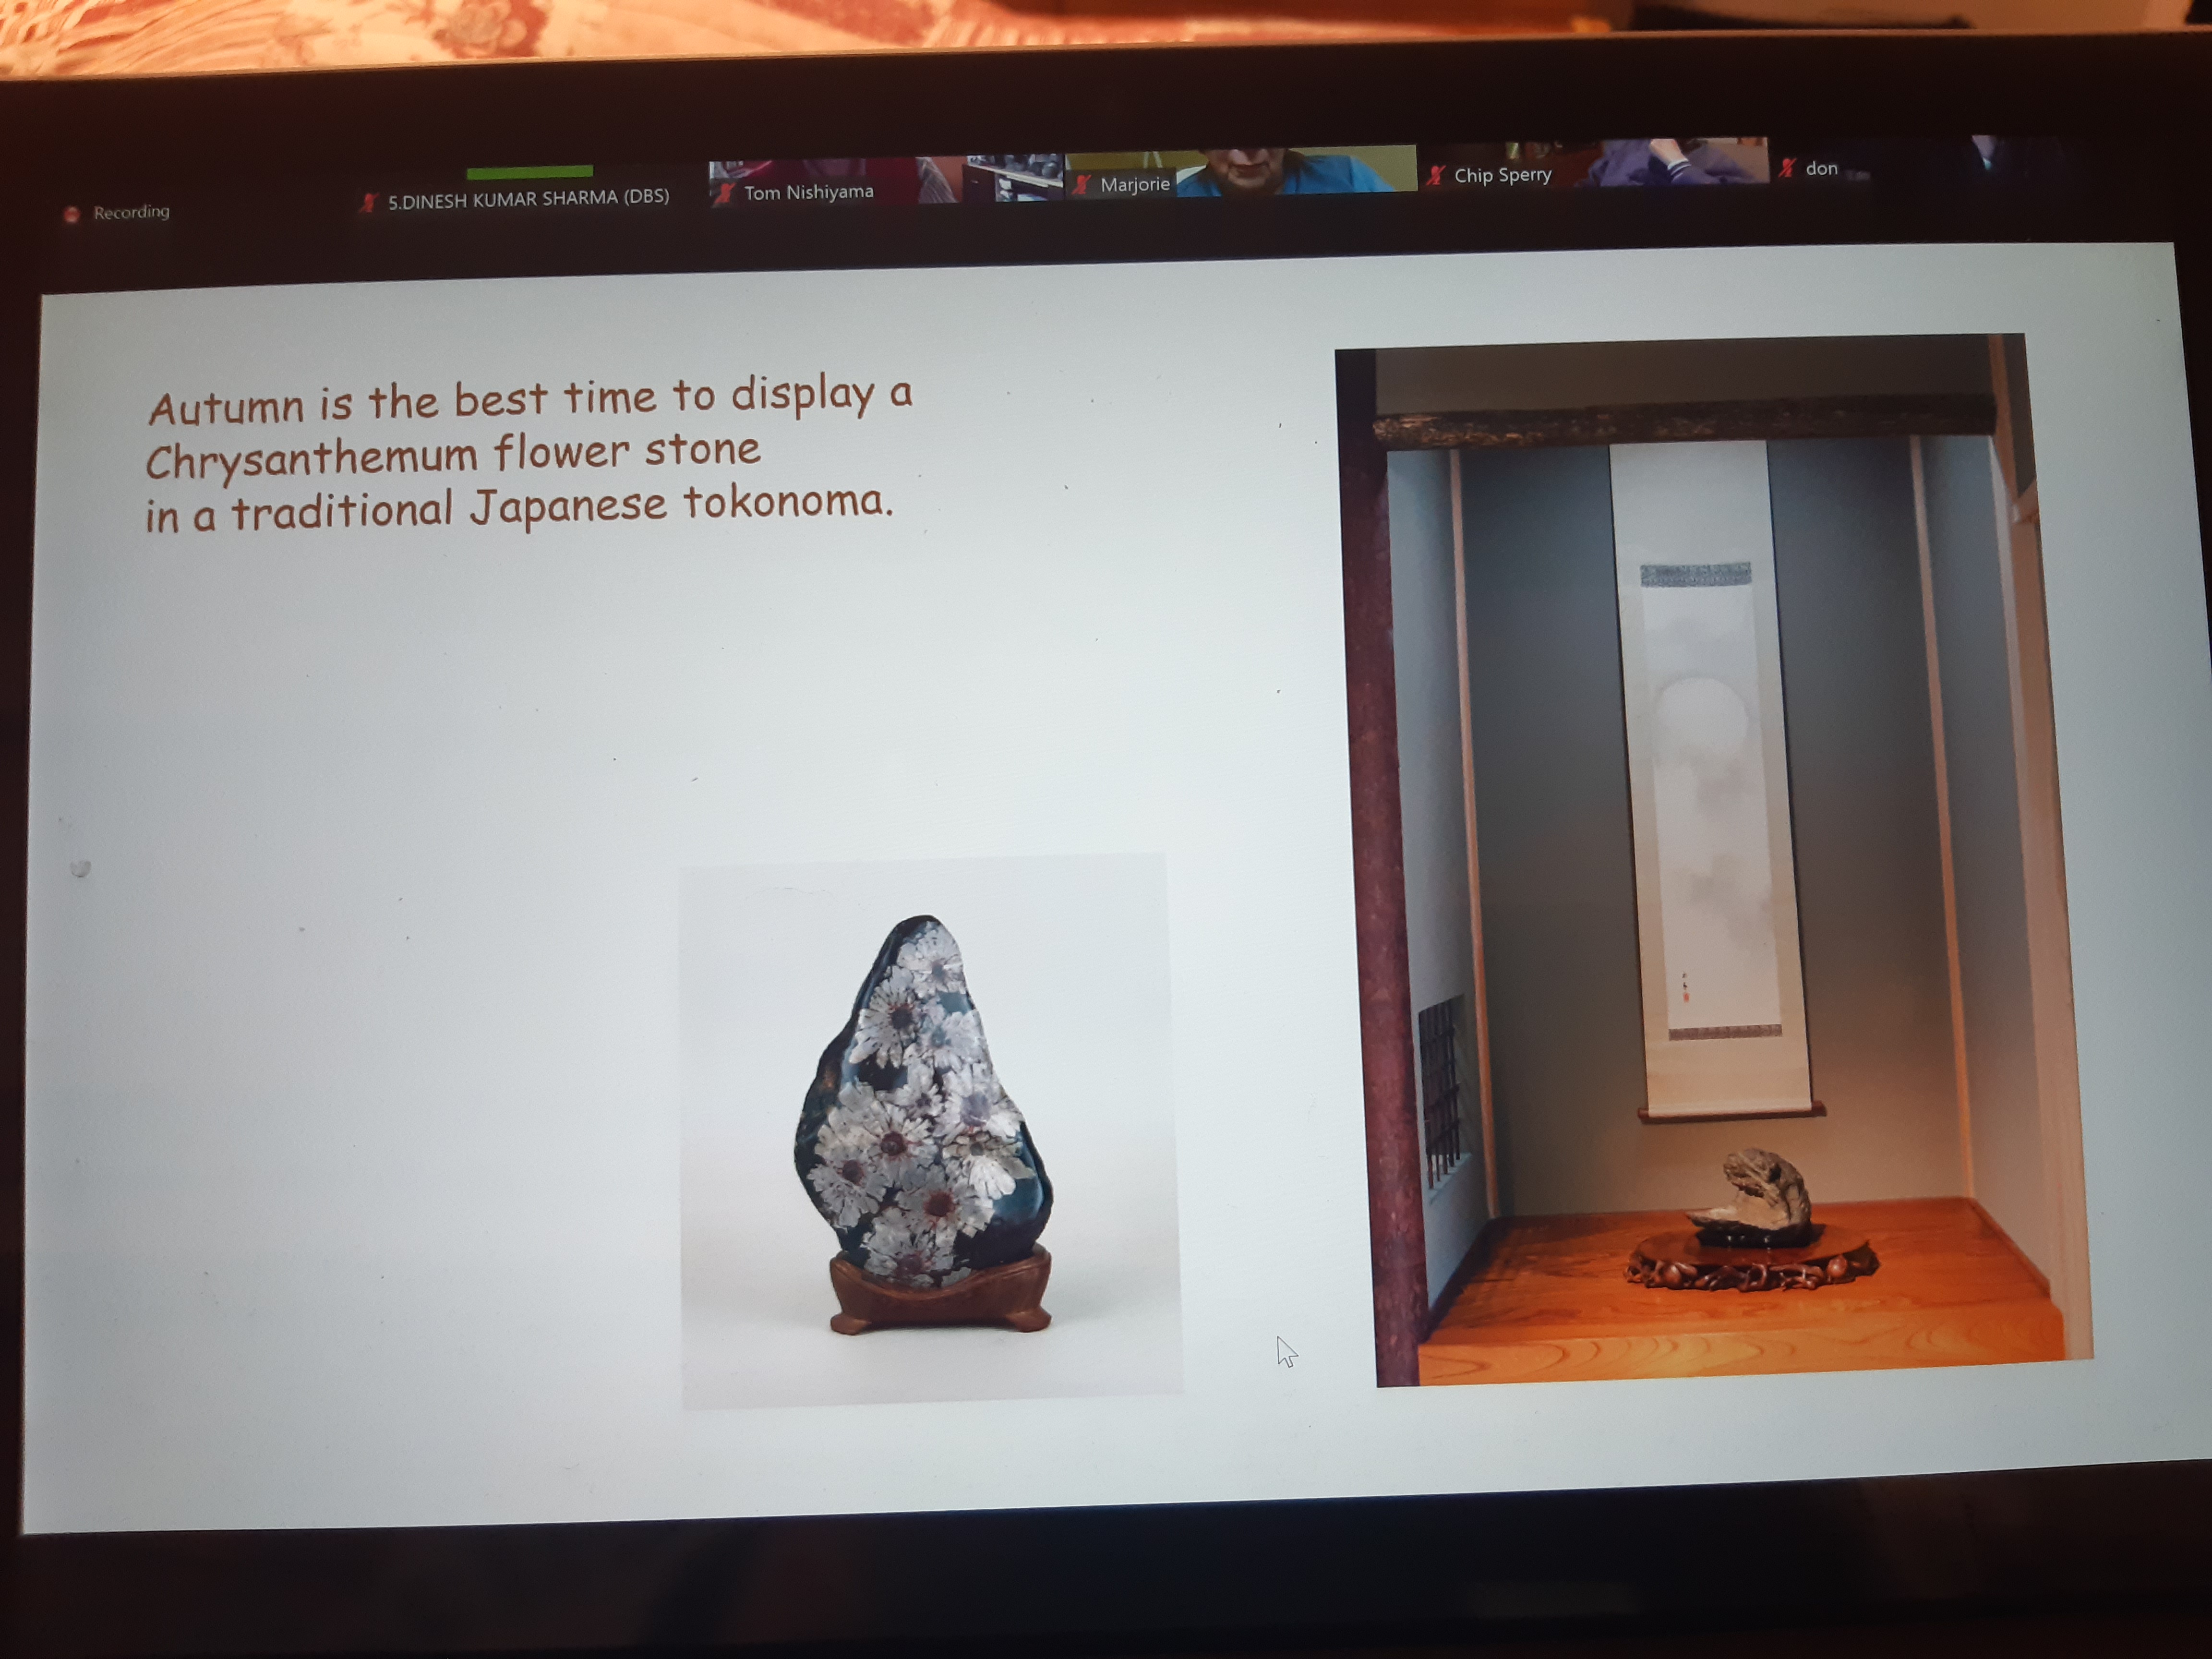 Recording
5.DINESH KUMAR SHARMA (DBS)
Tom Nishiyama
Marjorie
Chip Sperry
don
Autumn is the best time to display a
Chrysanthemum flower stone
in a traditional Japanese tokonoma.